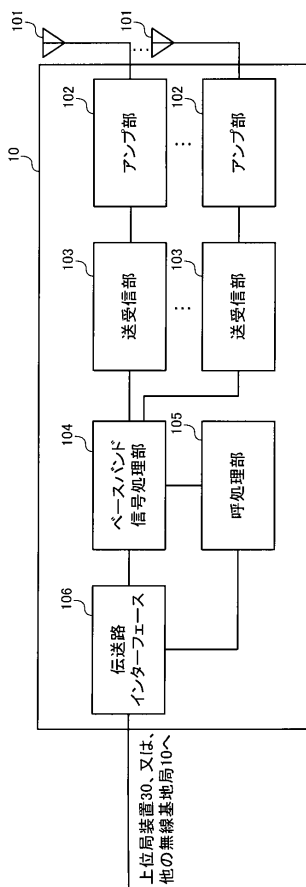 10
101
101
102
アンプ部
102
アンプ部
103
送受信部
103
送受信部
104
ベースバンド
信号処理部
105
呼処理部
106
伝送路
インターフェース
上位局装置30、又は、
他の無線基地局10へ